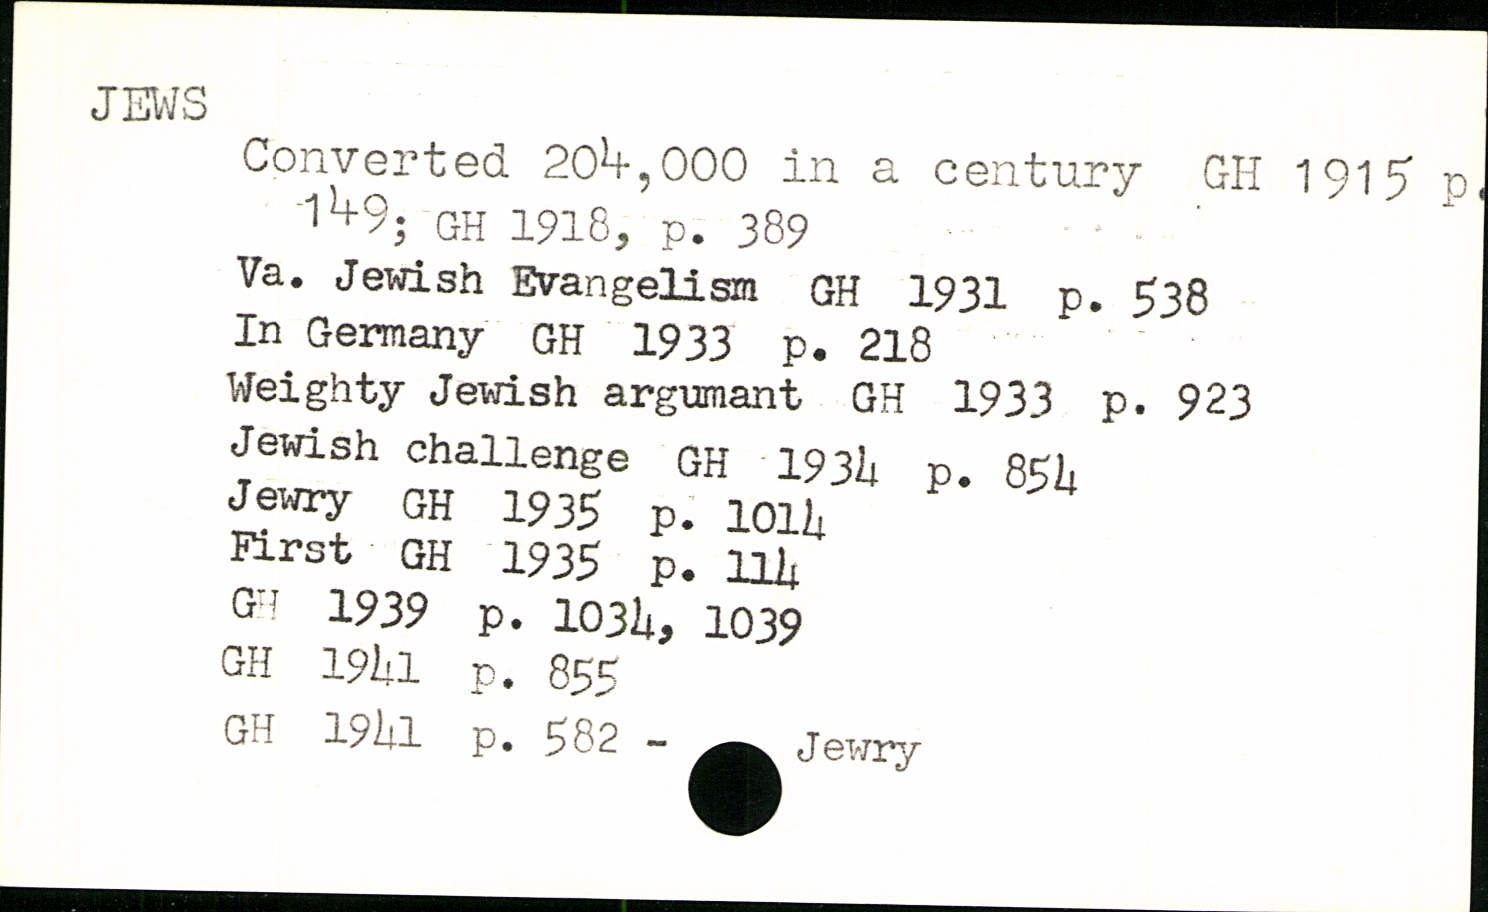 JEWS
Converted 204,000 in a century GH 1915 p.
149; GH 1918, p. 389
Va. Jewish Evangelism GH 1931 p. 538
In Germany GH 1933 p. 218
Weighty Jewish argumant GH 1933 p. 923
Jewish challenge GH 1934 p. 854
Jewry GH 1935 p. 1014
First GH 1935 p. 114
GH 1939 p. 1034, 1039
GH 1941 p. 855
GH 1941 p. 582 - Jewry